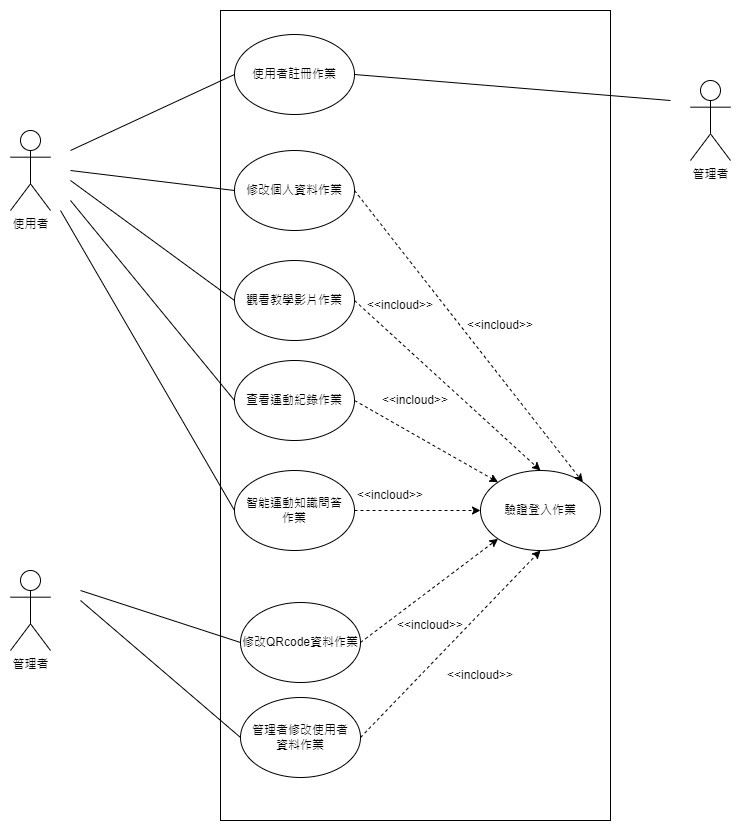 使用者註冊作業
管理者
修改個人資料作業
使用者
觀看教學影片作業
<<incloud>>
<<incloud>>
查看運動紀錄作業
<<incloud>>
智能運動知識問答
作業
<<incloud>>
驗證登入作業
管理者
修改QRcode資料作業
<<incloud>>
<<incloud>>
管理者修改使用者
資料作業